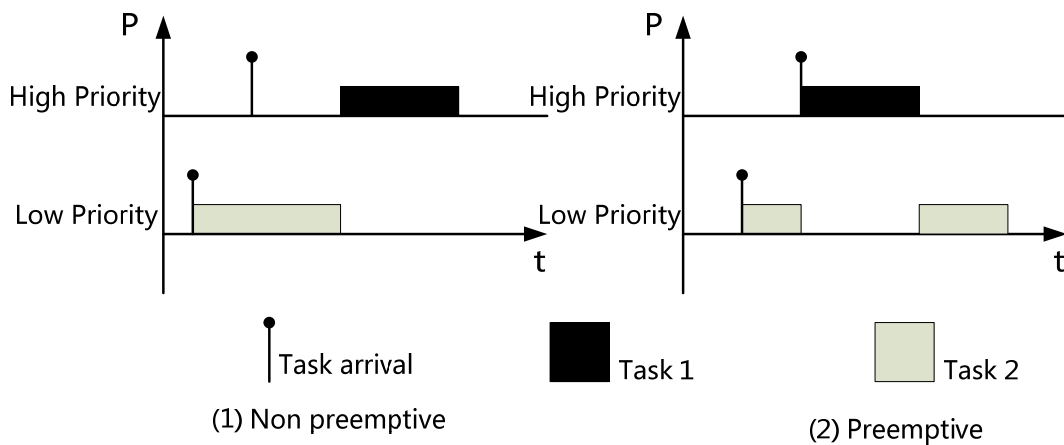 P
High Priority
Low Priority
t
P
High Priority
Low Priority
t
Task arrival
Task 1
Task 2
(1) Non preemptive
(2) Preemptive